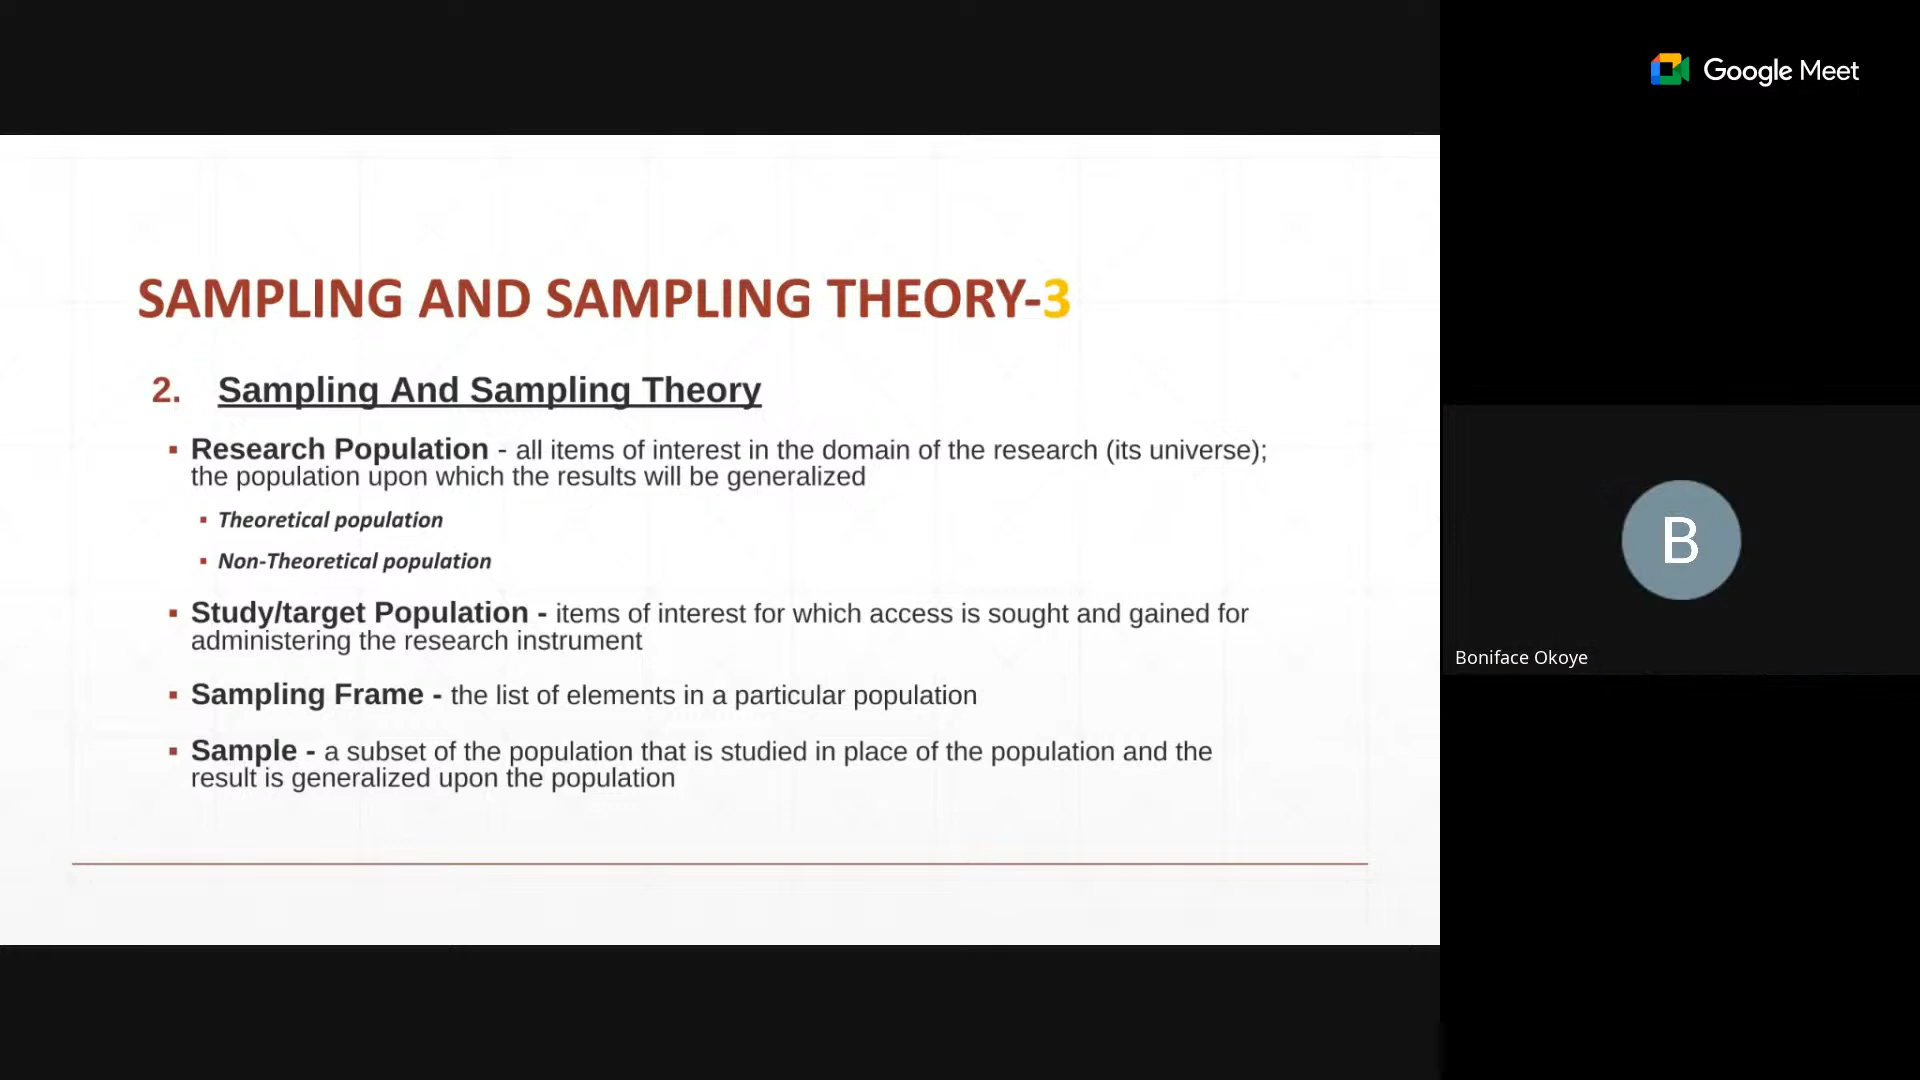 Google Meet
SAMPLING AND SAMPLING THEORY-3
2. Sampling And Sampling Theory
▪ Research Population - all items of interest in the domain of the research (its universe);
the population upon which the results will be generalized
▪ Theoretical population
▪ Non-Theoretical population
▪ Study/target Population - items of interest for which access is sought and gained for
administering the research instrument
▪ Sampling Frame - the list of elements in a particular population
▪ Sample - a subset of the population that is studied in place of the population and the
result is generalized upon the population
B
Boniface Okoye